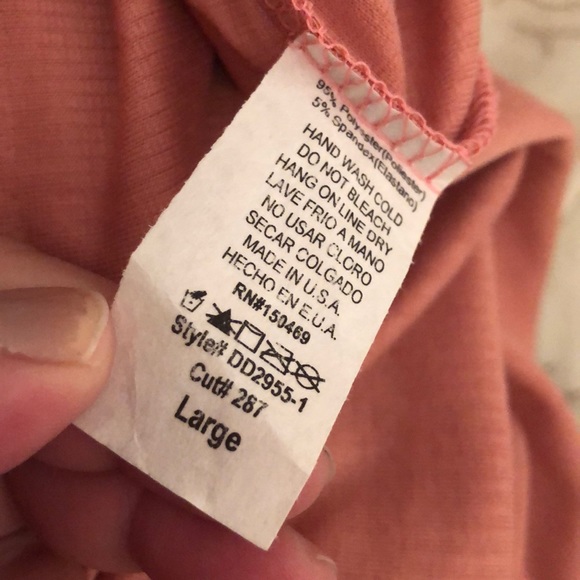 95% Polyester(Poliester)
5% Spandex(Elastano)
HAND WASH COLD
DO NOT BLEACH
HANG ON LINE DRY
LAVE FRIO A MANO
NO USAR CLORO
SECAR COLGADO
MADE IN U.S.A.
HECHO EN E.U.A.
RN#150469
Style# DD2955-1
Cut# 287
Large